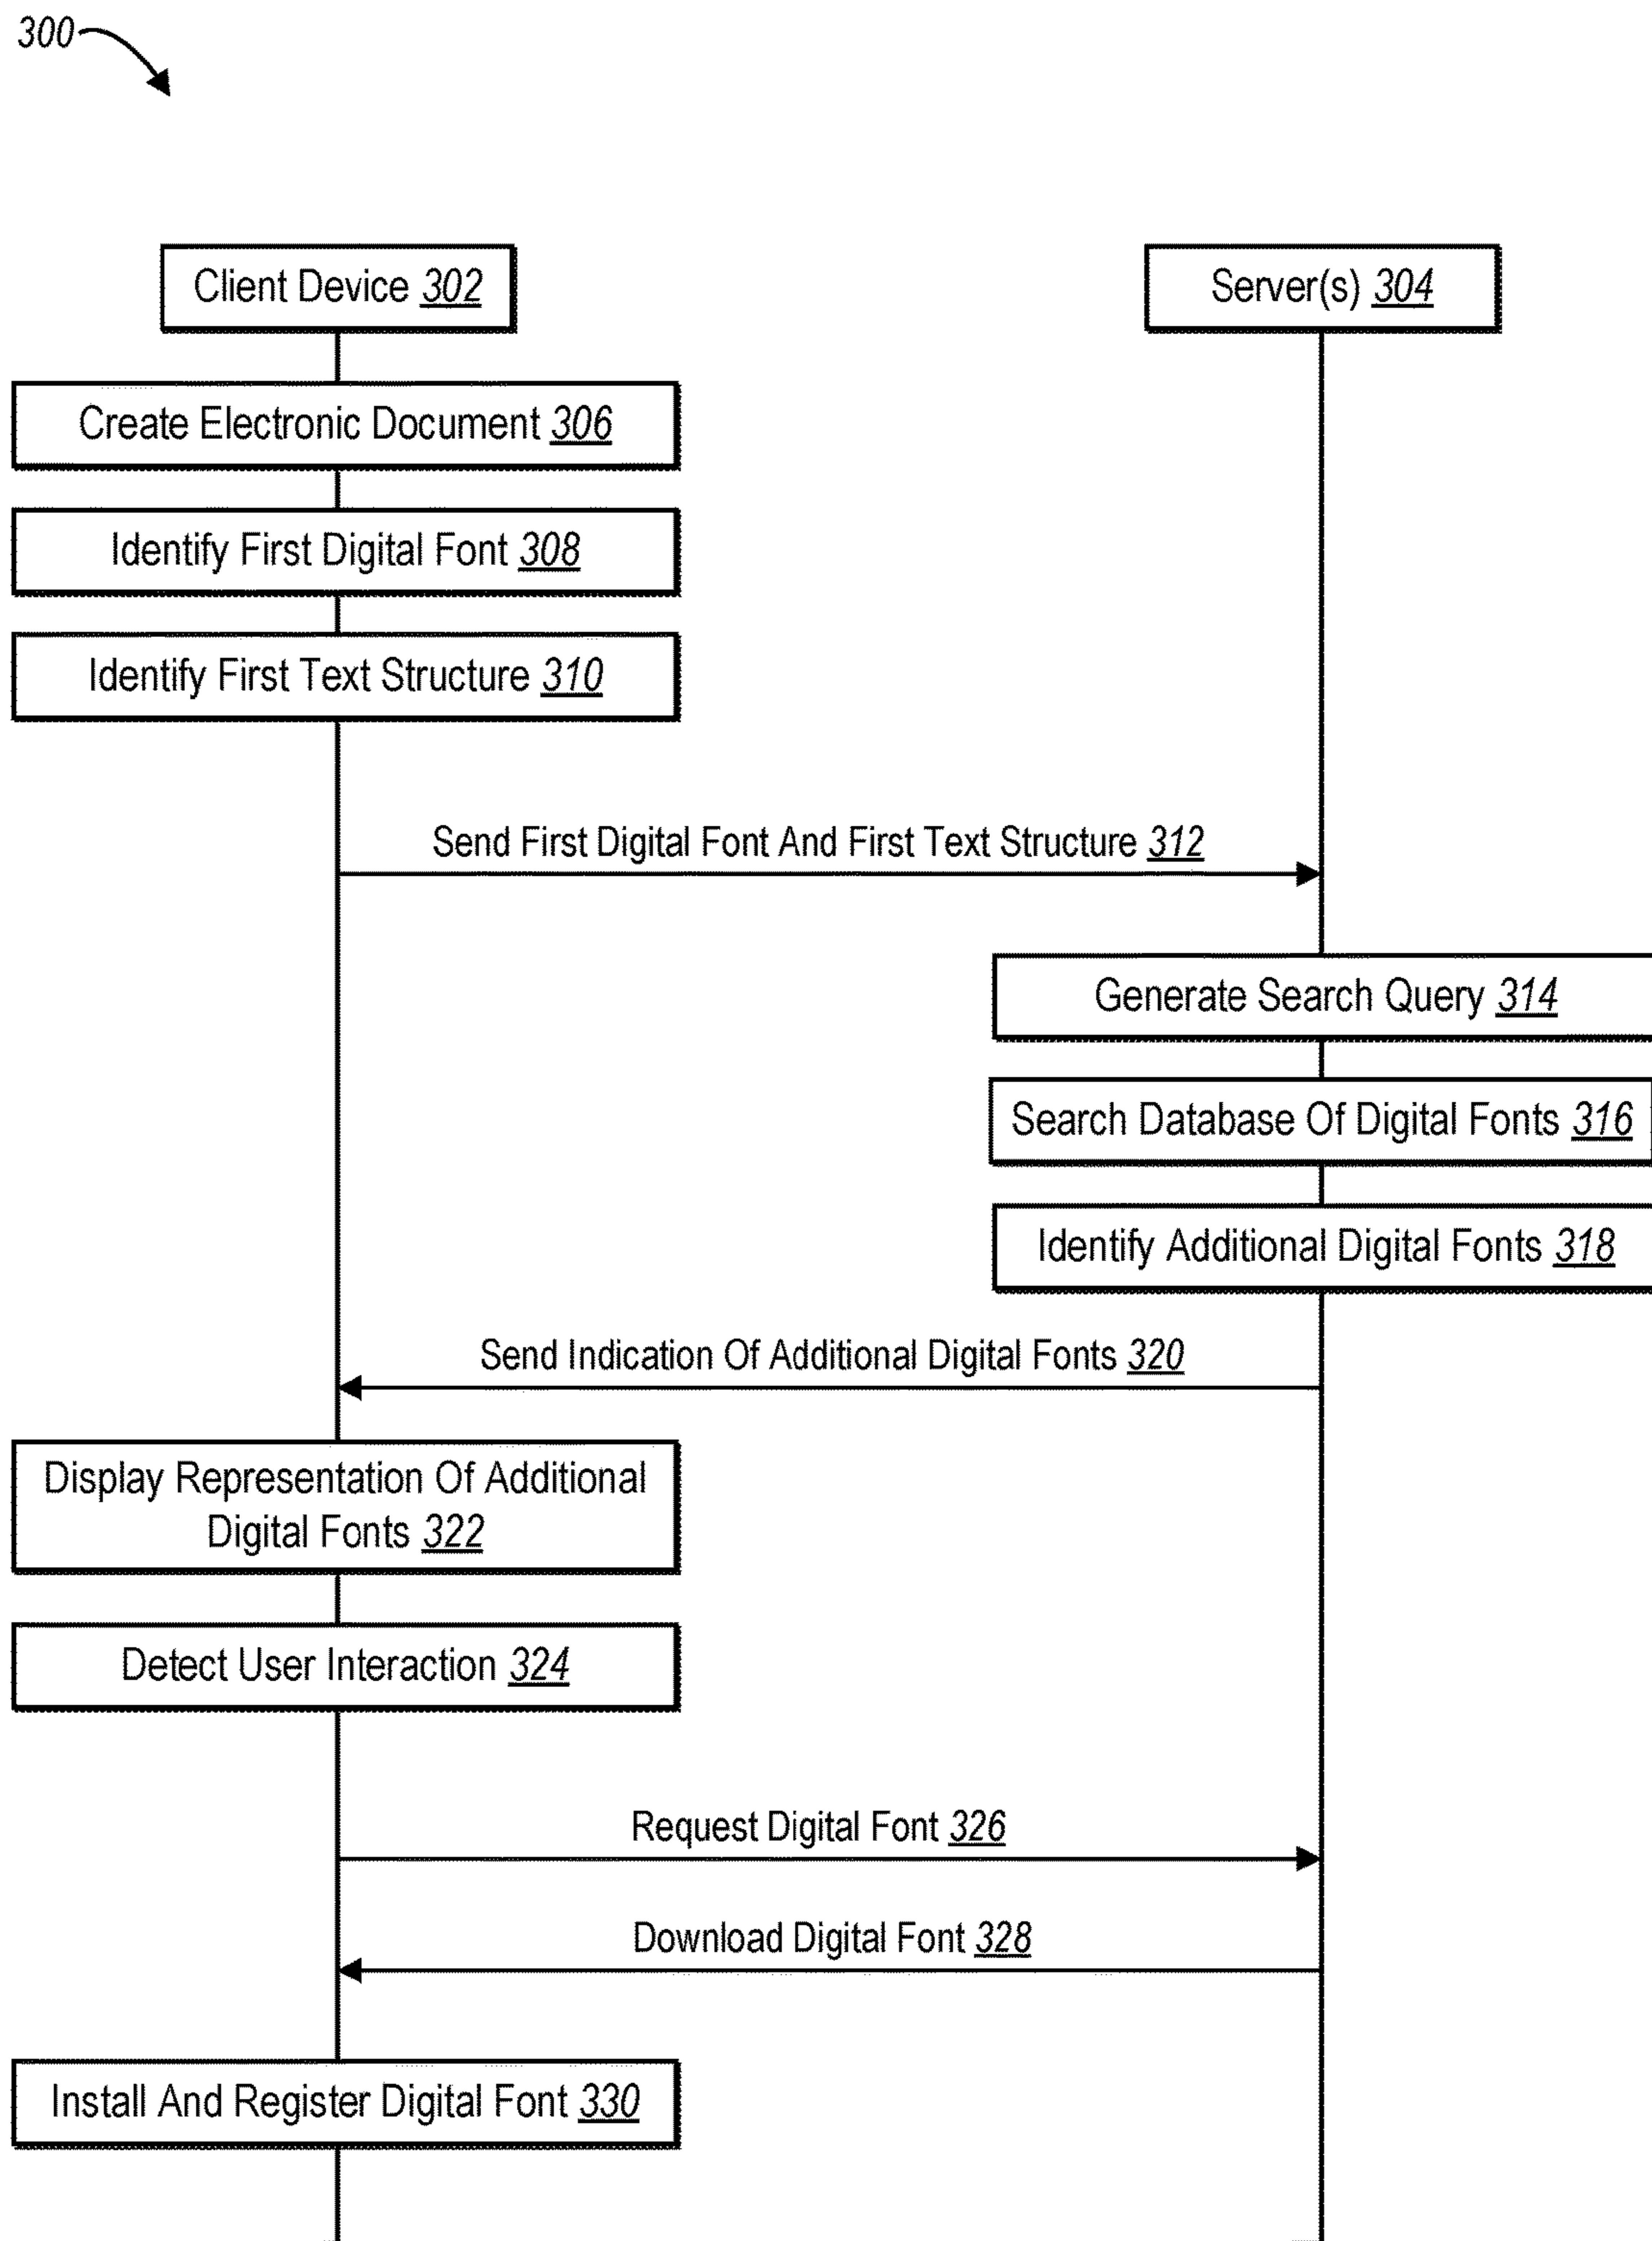 300
Client Device 302
Server(s) 304
Create Electronic Document 306
Identify First Digital Font 308
Identify First Text Structure 310
Send First Digital Font And First Text Structure 312
Generate Search Query 314
Search Database Of Digital Fonts 316
Identify Additional Digital Fonts 318
Send Indication Of Additional Digital Fonts 320
Display Representation Of Additional
Digital Fonts 322
Detect User Interaction 324
Request Digital Font 326
Download Digital Font 328
Install And Register Digital Font 330